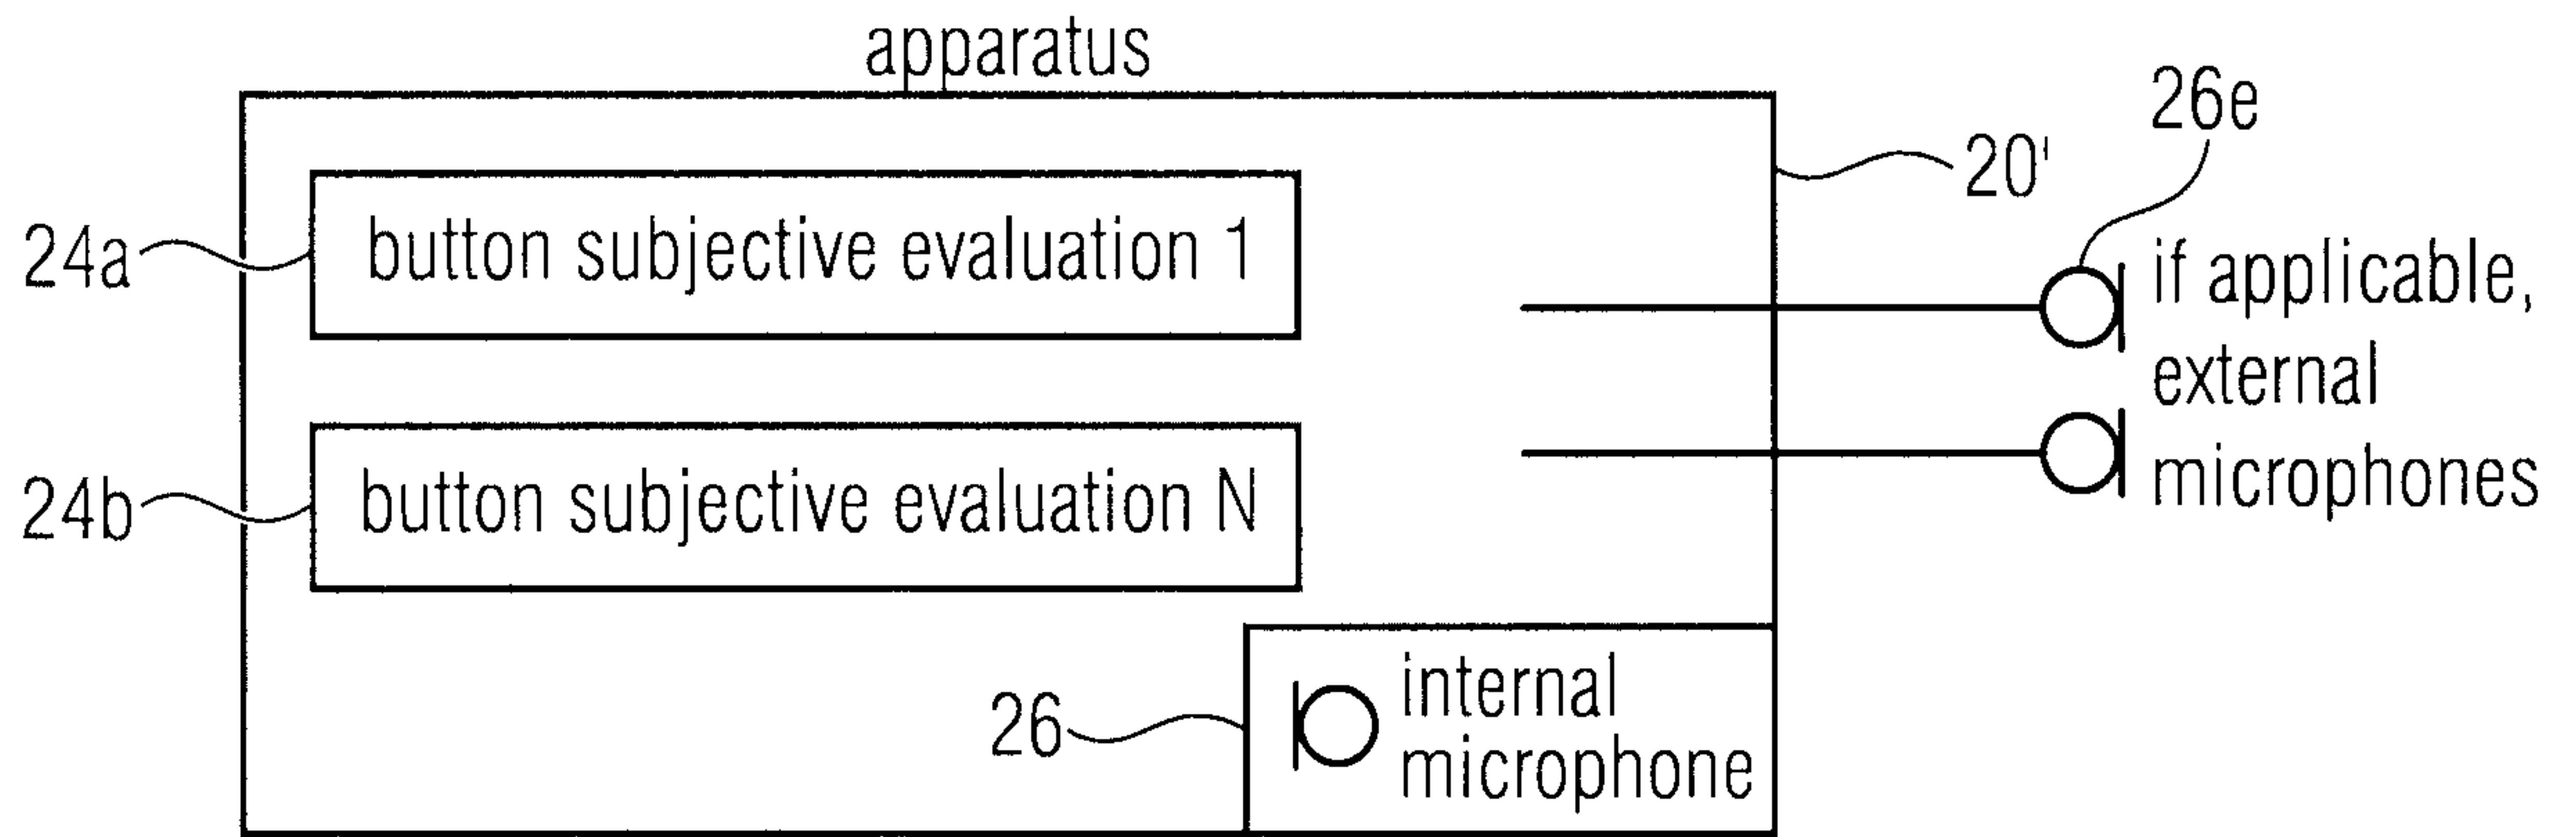 apparatus
26e
20'
24a
button subjective evaluation 1
if applicable,
external
microphones
24b
button subjective evaluation N
26
internal
microphone